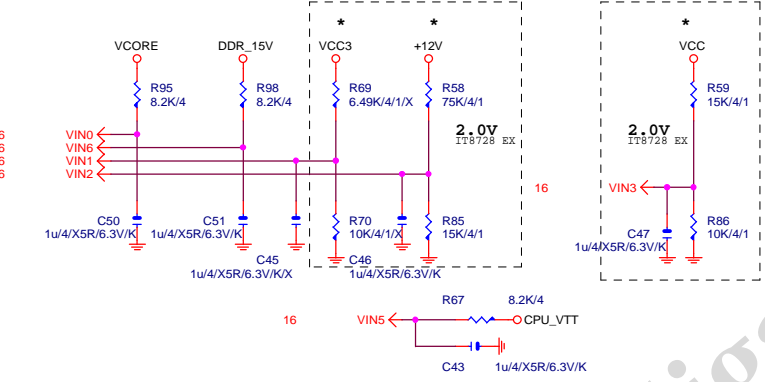 * * *
VCORE DDR_15V VCC3 +12V VCC
R95 R98 R69 R58 R59
8.2K/4 8.2K/4 6.49K/4/1/X 75K/4/1 15K/4/1
2.0V 2.0V
IT8728 EX IT8728 EX
6 VIN0
6 VIN6
6 VIN1
6 VIN2
16 VIN3
C50 C51 R70 R85 C47 R86
1u/4/X5R/6.3V/K 1u/4/X5R/6.3V/K 10K/4/1/X 15K/4/1 1u/4/X5R/6.3V/K 10K/4/1
C45 C46
1u/4/X5R/6.3V/K/X 1u/4/X5R/6.3V/K
R67 8.2K/4
16 VIN5 CPU_VTT
C43 1u/4/X5R/6.3V/K